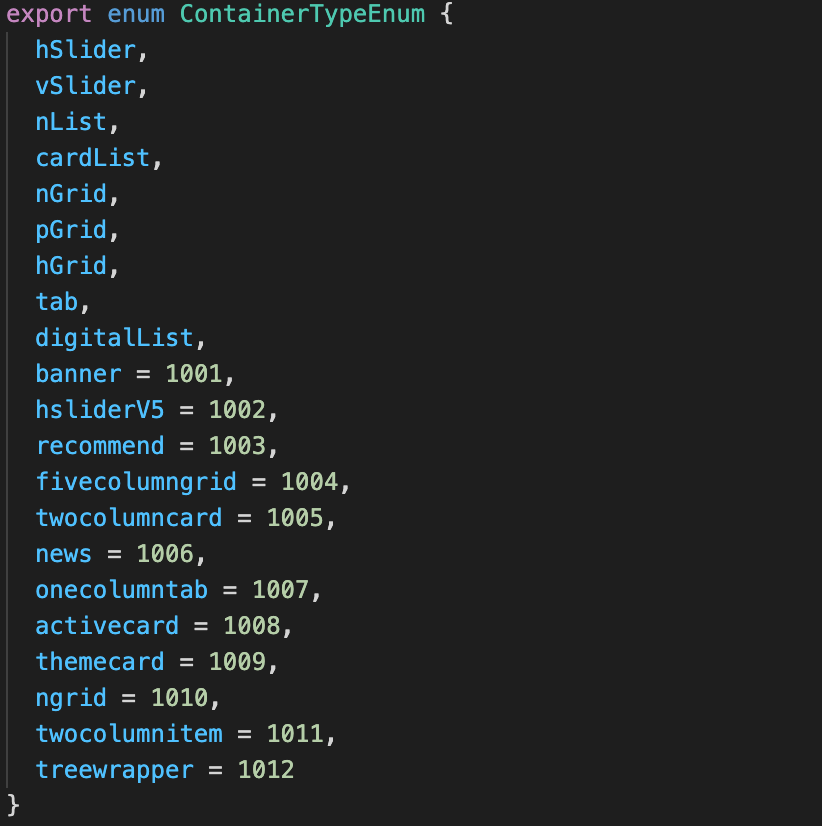 export enum ContainerTypeEnum {
hSlider,
vSlider,
nList,
cardList,
nGrid,
pGrid,
hGrid,
tab,
digitalList,
banner = 1001,
hsliderV5 = 1002,
recommend = 1003,
fivecolumngrid = 1004,
twocolumncard = 1005,
news = 1006,
onecolumntab = 1007,
activecard = 1008,
themecard = 1009,
ngrid = 1010,
twocolumnitem = 1011,
treewrapper = 1012
}